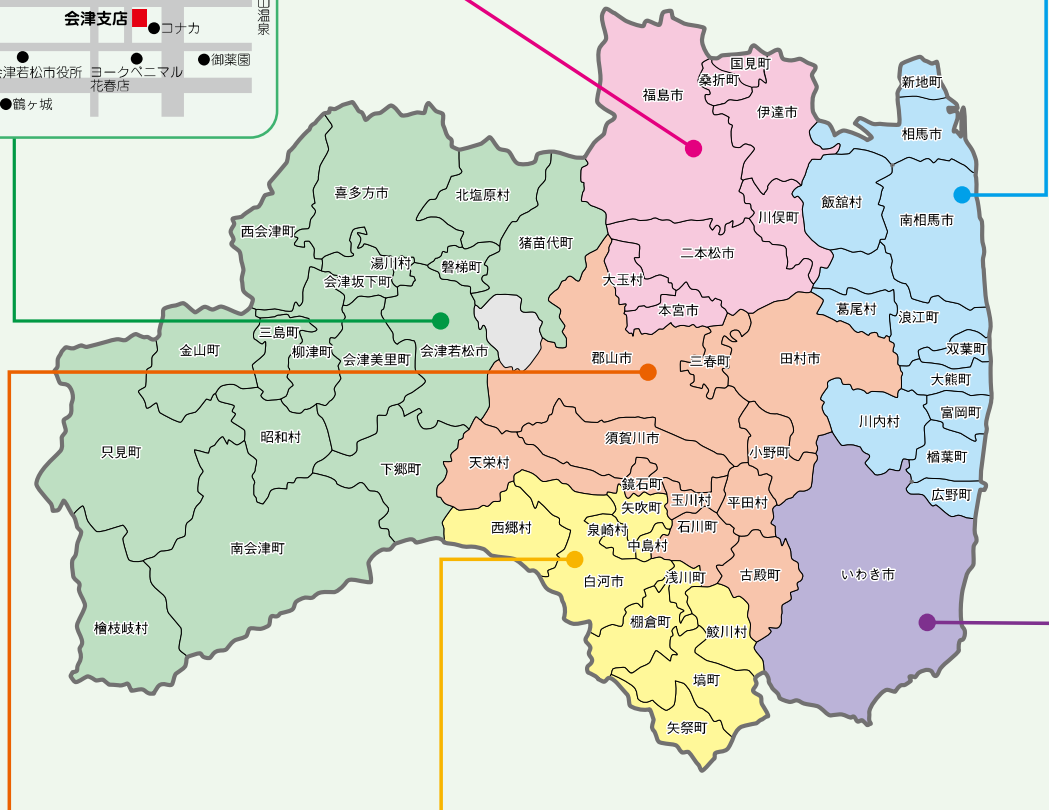 会津支店
コナカ
田温泉
会津若松市役所
ヨークベニマル
花春店
御薬園
鶴ヶ城
国見町
桑折町
福島市
伊達市
新地町
相馬市
喜多方市
北塩原村
飯舘村
南相馬市
川俣町
西会津町
猪苗代町
二本松市
湯川村
磐梯町
会津坂下町
大玉村
本宮市
葛尾村
浪江町
三島町
金山町
柳津町
会津美里町
会津若松市
郡山市
三春町
田村市
双葉町
大熊町
富岡町
川内村
只見町
昭和村
須賀川市
小野町
楢葉町
下郷町
天栄村
鏡石町
玉川村
平田村
広野町
矢吹町
西郷村
泉崎村
石川町
中島村
南会津町
白河市
浅川町
古殿町
いわき市
檜枝岐村
棚倉町
鮫川村
塙町
矢祭町